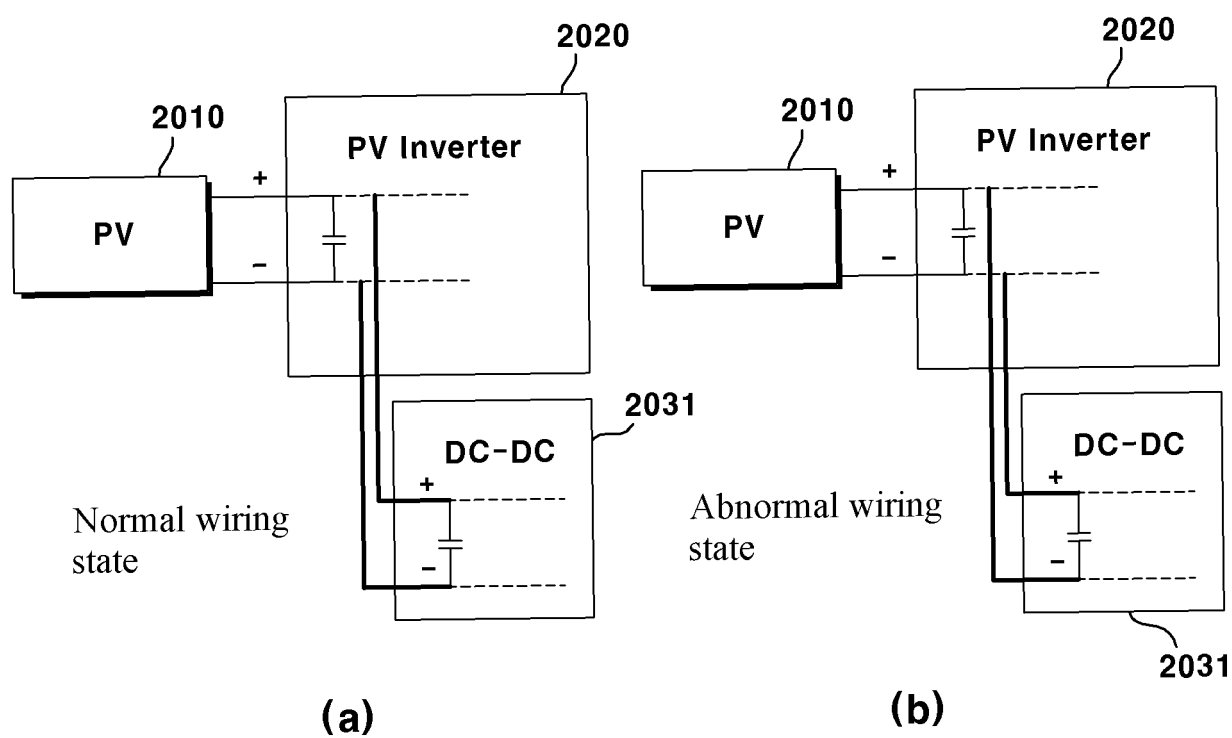 2020
2010
PV Inverter
+
PV
−
2031
DC-DC
+
−
Normal wiring
state
(a)
2020
2010
PV Inverter
+
PV
−
DC-DC
+
−
Abnormal wiring
state
2031
(b)